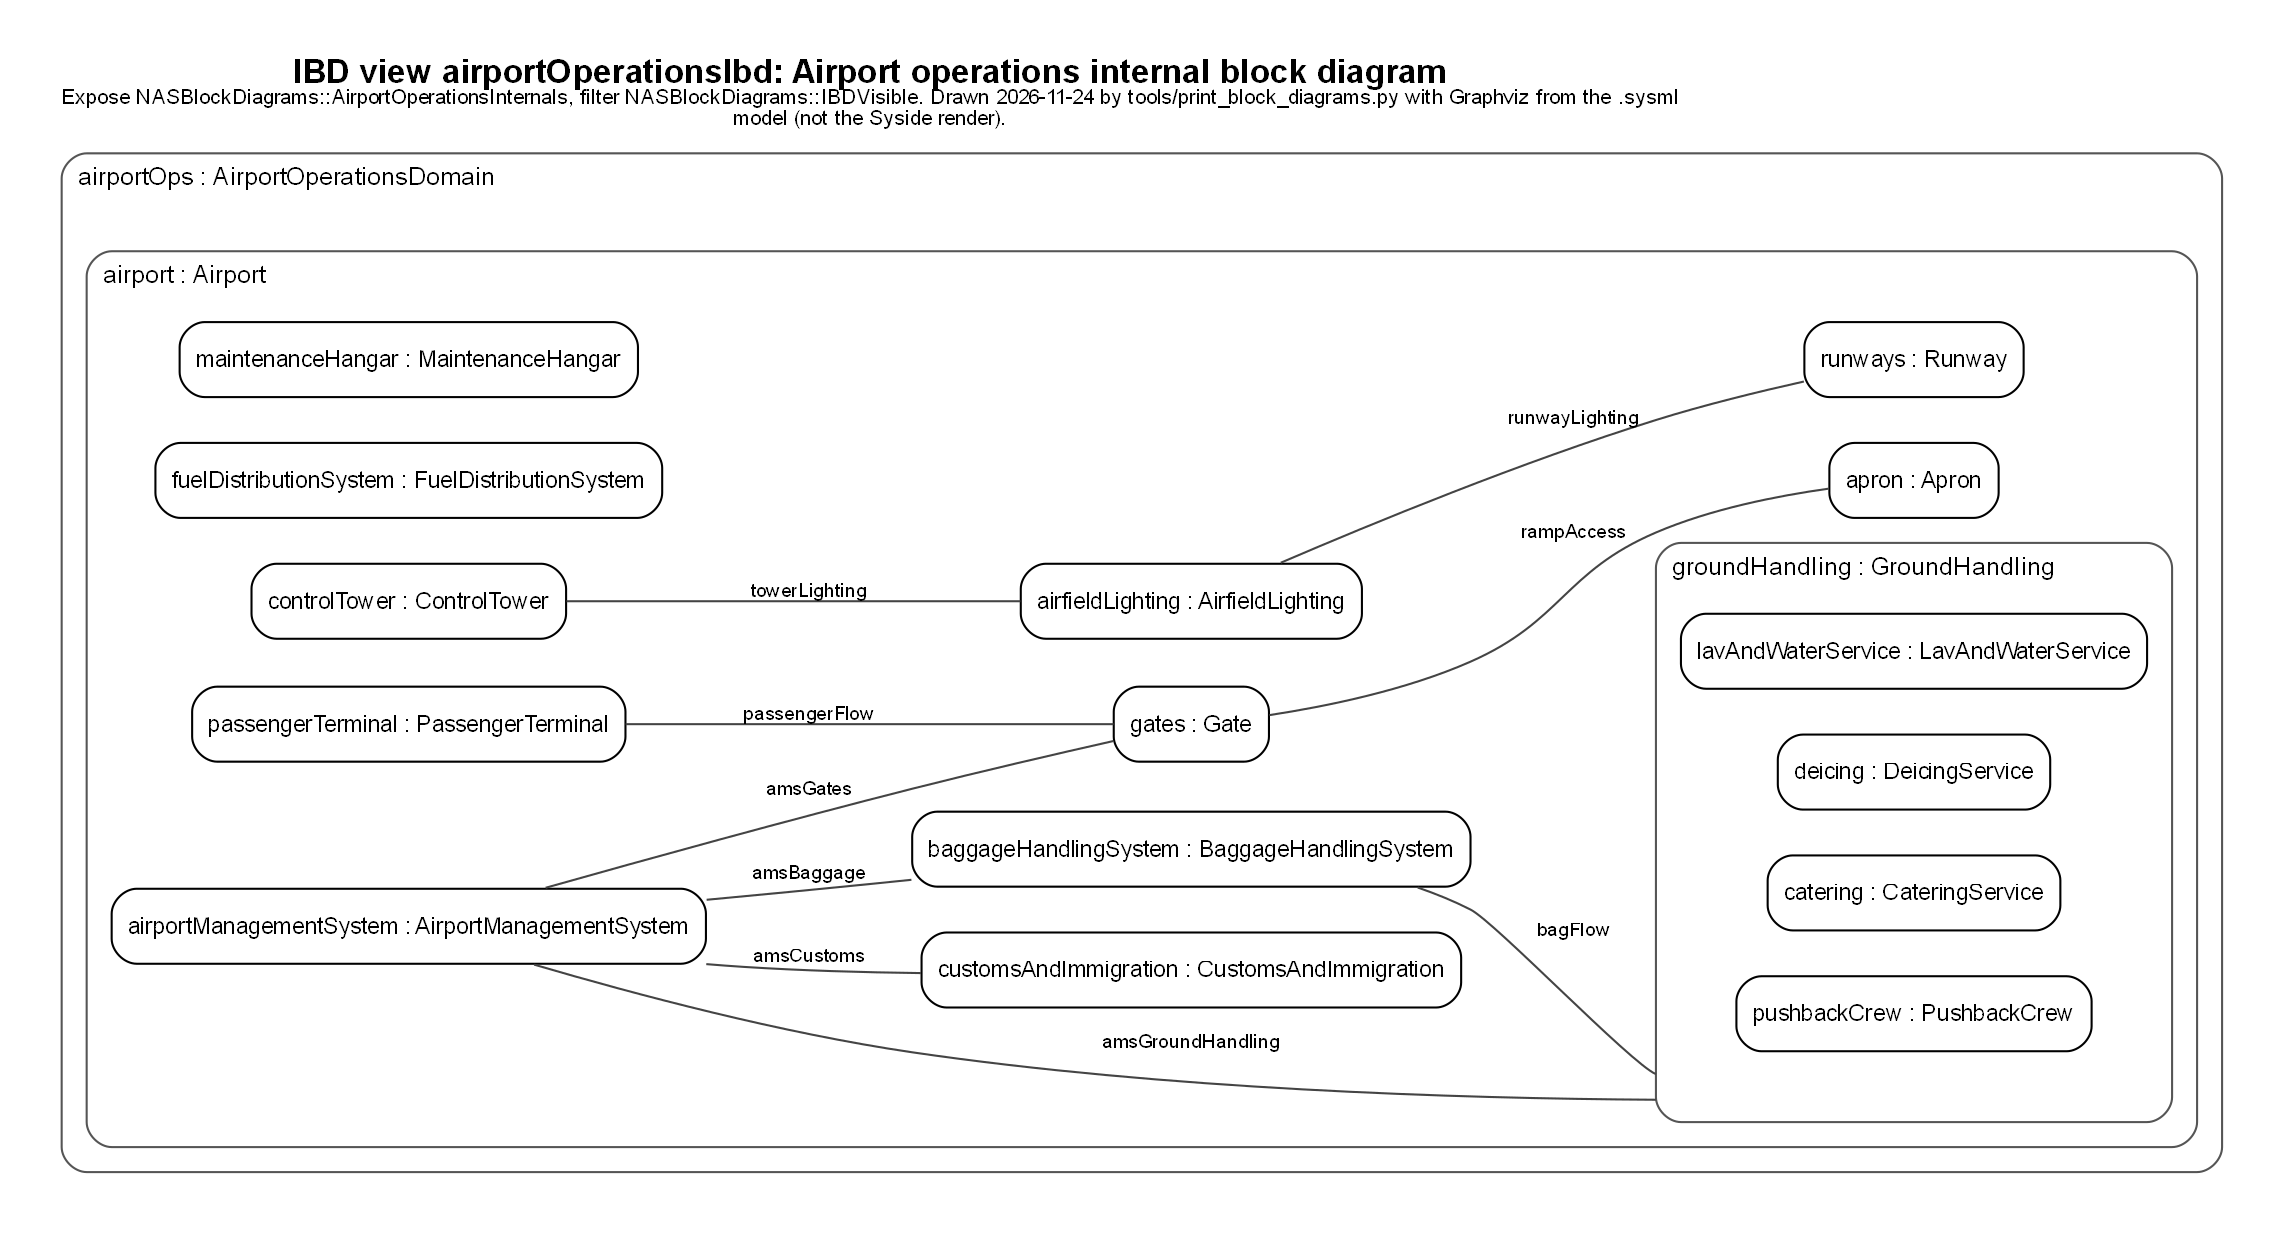 IBD view airportOperationsIbd: Airport operations internal block diagram
Expose NASBlockDiagrams::AirportOperationsInternals, filter NASBlockDiagrams::IBDVisible. Drawn 2026-11-24 by tools/print_block_diagrams.py with Graphviz from the .sysml
model (not the Syside render).
airportOps : AirportOperationsDomain
airport : Airport
maintenanceHangar : MaintenanceHangar
runways : Runway
runwayLighting
fuelDistributionSystem : FuelDistributionSystem
apron : Apron
rampAccess
groundHandling : GroundHandling
controlTower : ControlTower
towerLighting
airfieldLighting : AirfieldLighting
lavAndWaterService : LavAndWaterService
passengerTerminal : PassengerTerminal
passengerFlow
gates : Gate
deicing : DeicingService
amsGates
baggageHandlingSystem : BaggageHandlingSystem
amsBaggage
catering : CateringService
airportManagementSystem : AirportManagementSystem
bagFlow
amsCustoms
customsAndImmigration : CustomsAndImmigration
pushbackCrew : PushbackCrew
amsGroundHandling